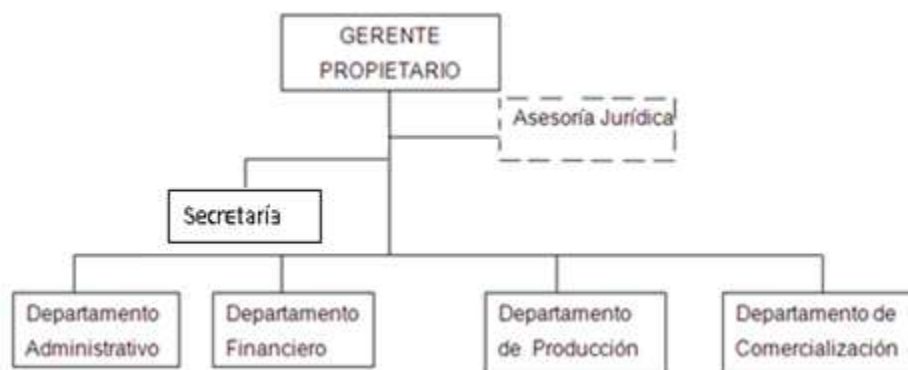 GERENTE
PROPIETARIO
Asesoría Jurídica
Secretaría
Departamento
Administrativo
Departamento
Financiero
Departamento
de Producción
Departamento de
Comercialización